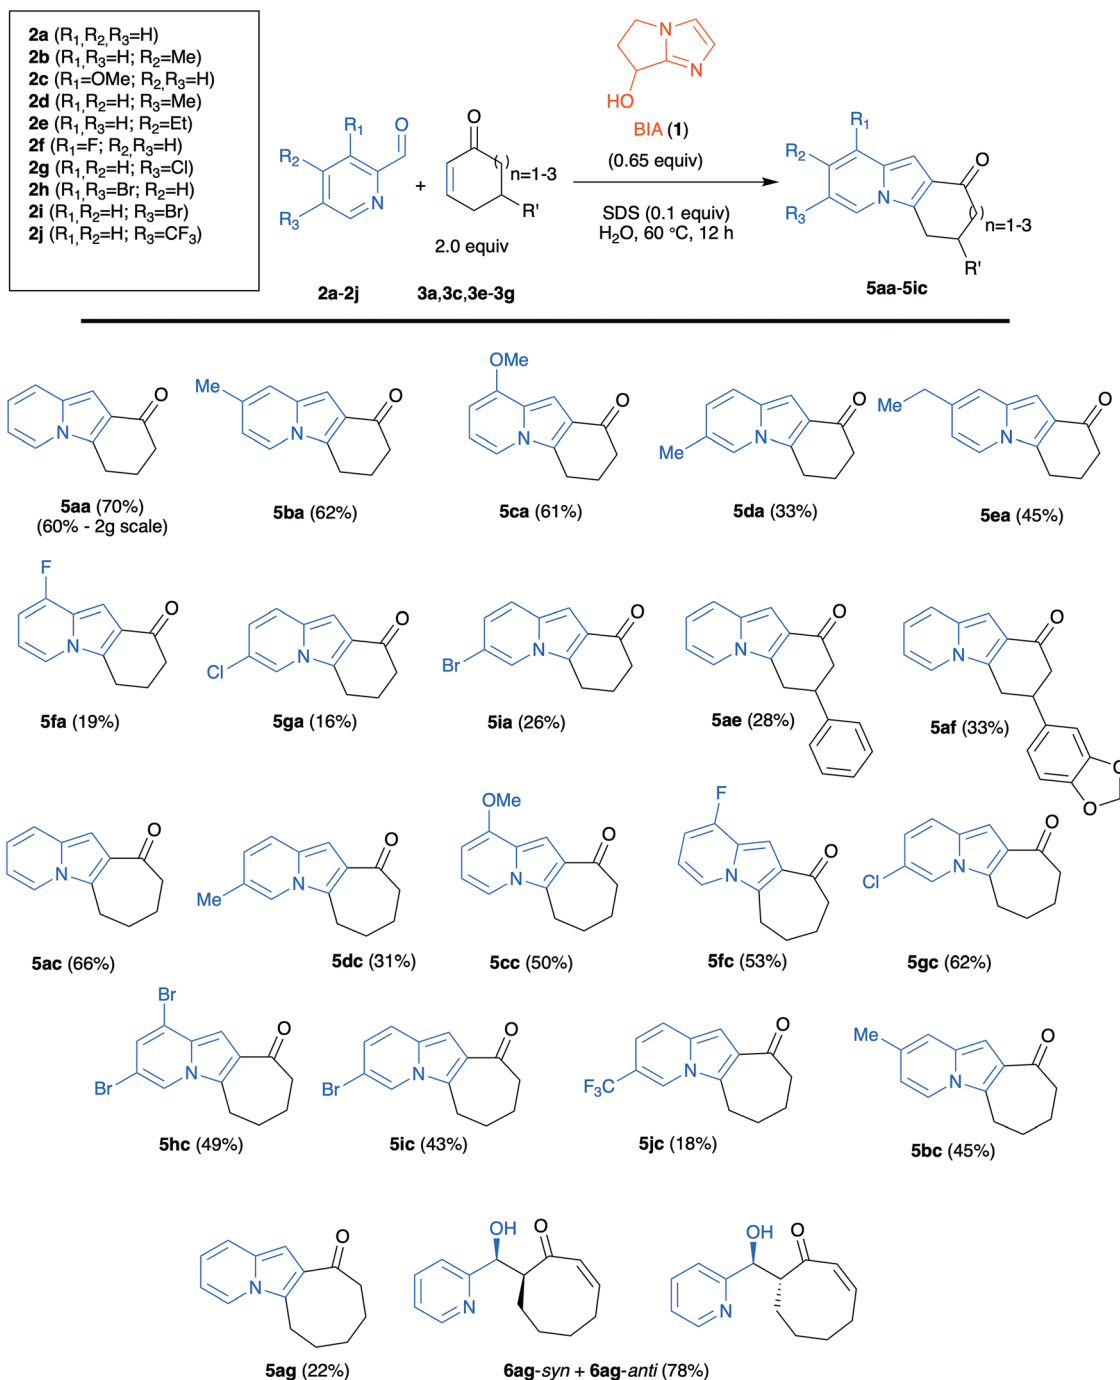 2a (R1,R2,R3=H)
2b (R1,R3=H; R2=Me)
2c (R1=OMe; R2,R3=H)
2d (R1,R2=H; R3=Me)
2e (R1,R3=H; R2=Et)
2f (R1=F; R2,R3=H)
2g (R1,R2=H; R3=Cl)
2h (R1,R3=Br; R2=H)
2i (R1,R2=H; R3=Br)
2j (R1,R2=H; R3=CF3)
R1
R2
R3
N
O
+
O
( )
n=1-3
R'
2.0 equiv
2a-2j
3a,3c,3e-3g
N
N
HO
BIA (1)
(0.65 equiv)
SDS (0.1 equiv)
H2O, 60 °C, 12 h
R1
R2
R3
N
O
( )
n=1-3
R'
5aa-5ic
N
O
5aa (70%)
(60% - 2g scale)
Me
N
O
5ba (62%)
OMe
N
O
5ca (61%)
Me
N
O
5da (33%)
Me
N
O
5ea (45%)
F
N
O
5fa (19%)
Cl
N
O
5ga (16%)
Br
N
O
5ia (26%)
N
O
5ae (28%)
N
O
O
O
5af (33%)
N
O
5ac (66%)
Me
N
O
5dc (31%)
OMe
N
O
5cc (50%)
F
N
O
5fc (53%)
Cl
N
O
5gc (62%)
Br
Br
N
O
5hc (49%)
Br
N
O
5ic (43%)
F3C
N
O
5jc (18%)
Me
N
O
5bc (45%)
N
O
5ag (22%)
OH
O
N
OH
O
N
6ag-syn + 6ag-anti (78%)